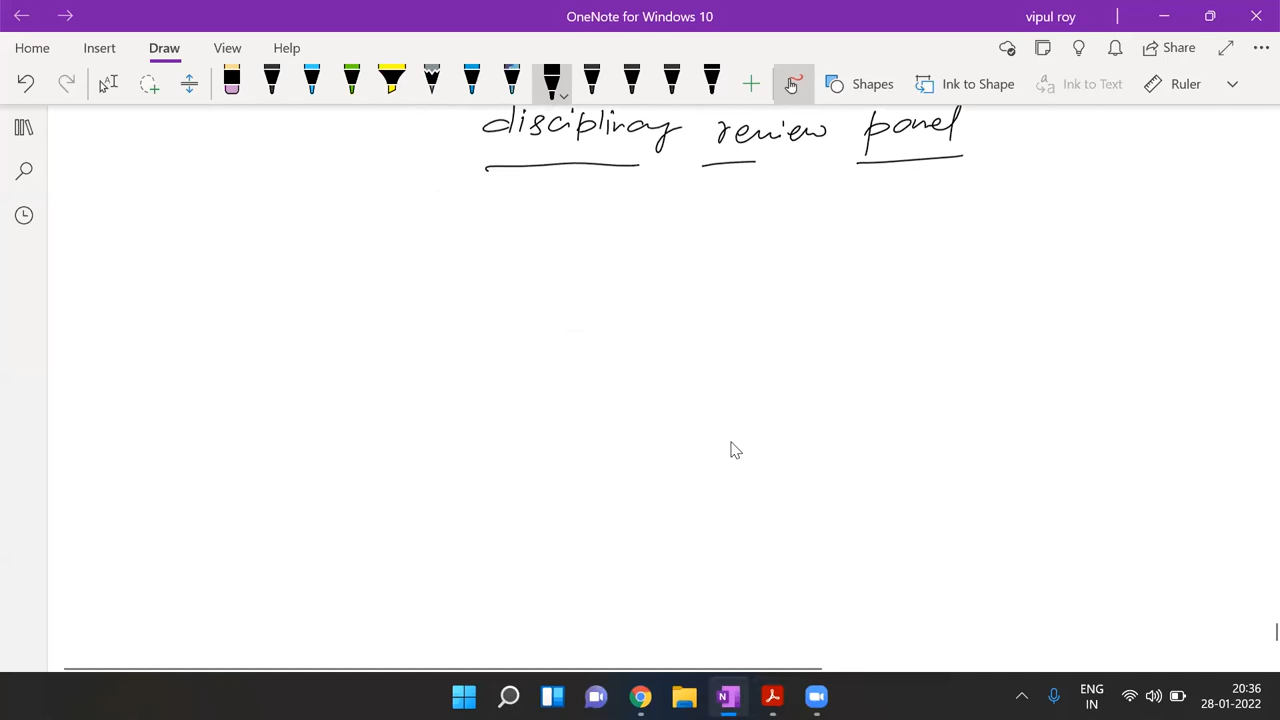 OneNote for Windows 10
vipul roy
Home Insert Draw View Help
Share
Shapes Ink to Shape Ink to Text Ruler
disciplinary review panel
ENG
IN
20:36
28-01-2022